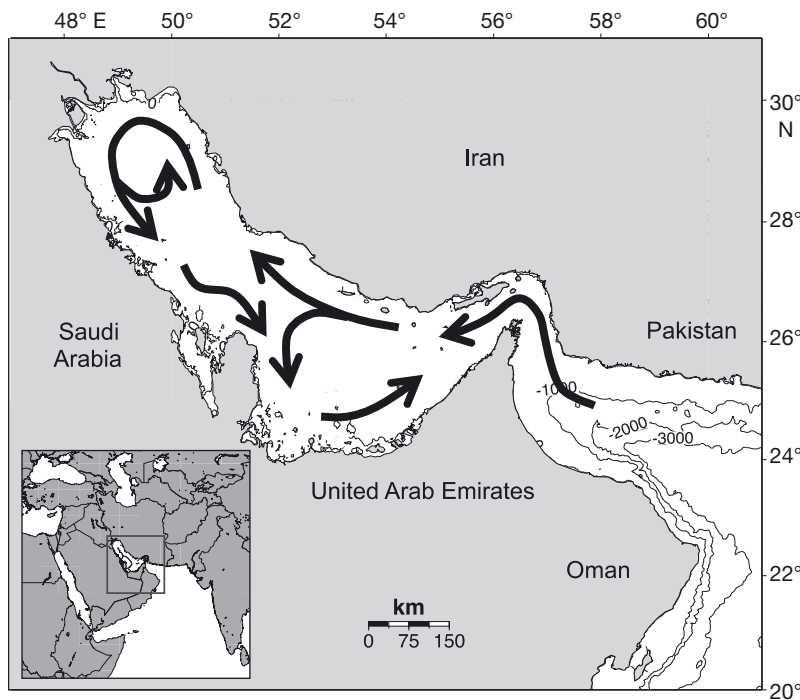 48° E 50° 52° 54° 56° 58° 60°
30°
N
Iran
28°
Saudi
Arabia
Pakistan
26°
-1000
-2000
-3000
24°
United Arab Emirates
Oman
22°
km
0 75 150
20°